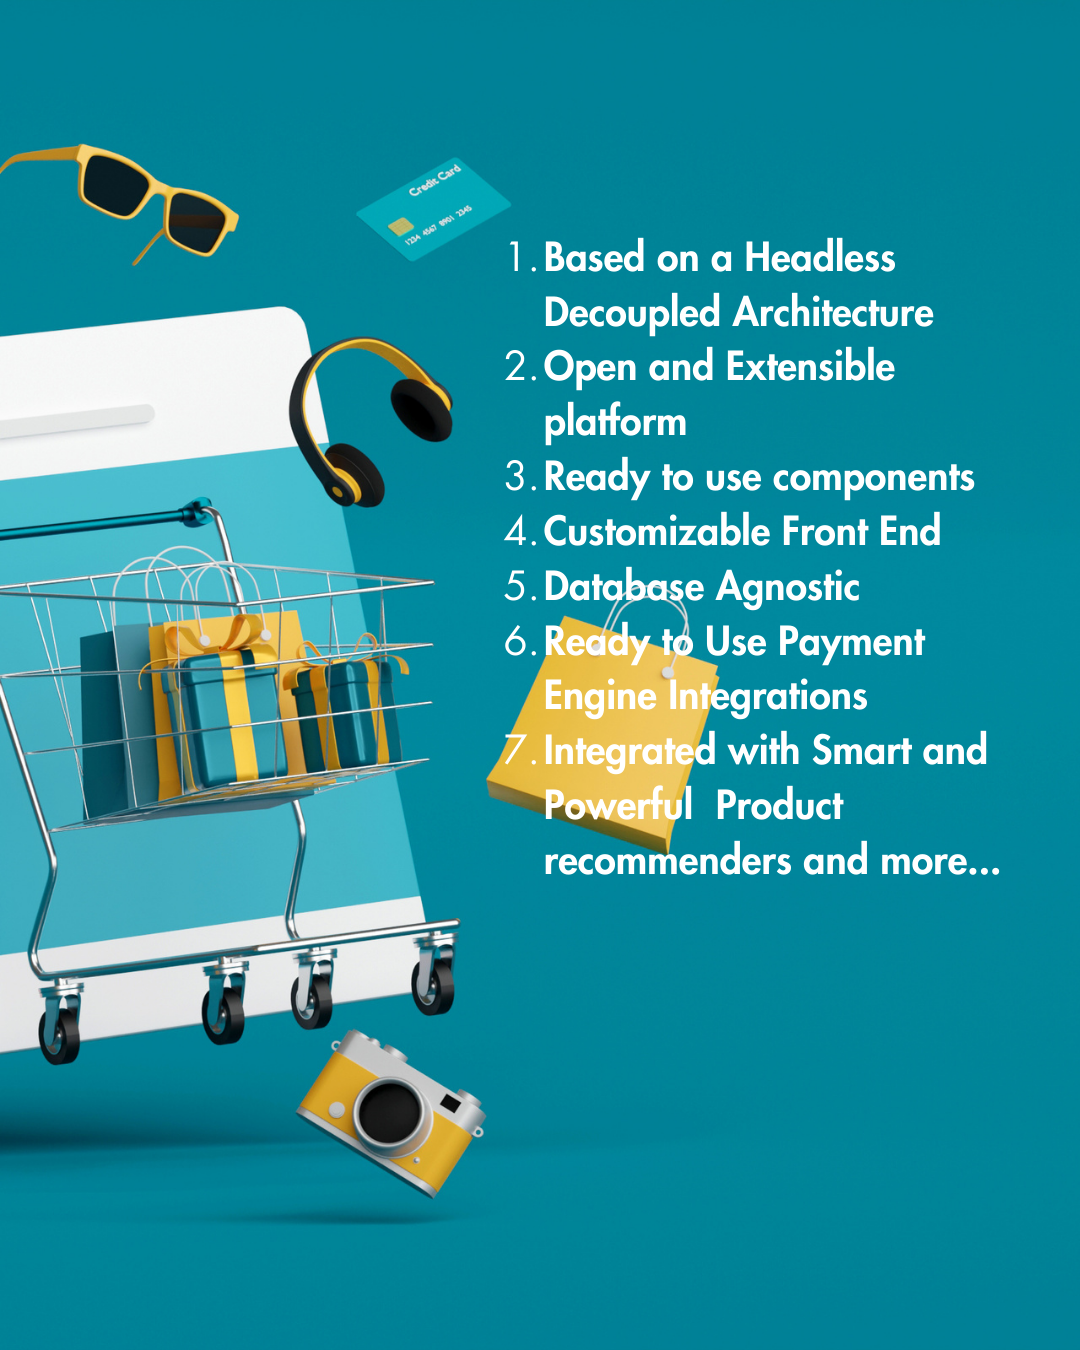 Credit Card
1234 4567 8901 2345
1. Based on a Headless
Decoupled Architecture
2. Open and Extensible
platform
3. Ready to use components
4. Customizable Front End
5. Database Agnostic
6. Ready to Use Payment
Engine Integrations
7. Integrated with Smart and
Powerful  Product
recommenders and more...